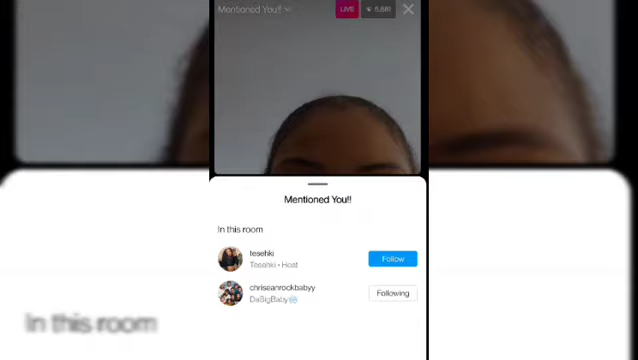 Mentioned You!!
LIVE 5,881
Mentioned You!!
In this room
tesehki
Tesehki • Host
Follow
chriseanrockbabyy
DaBigBaby
Following
In this room